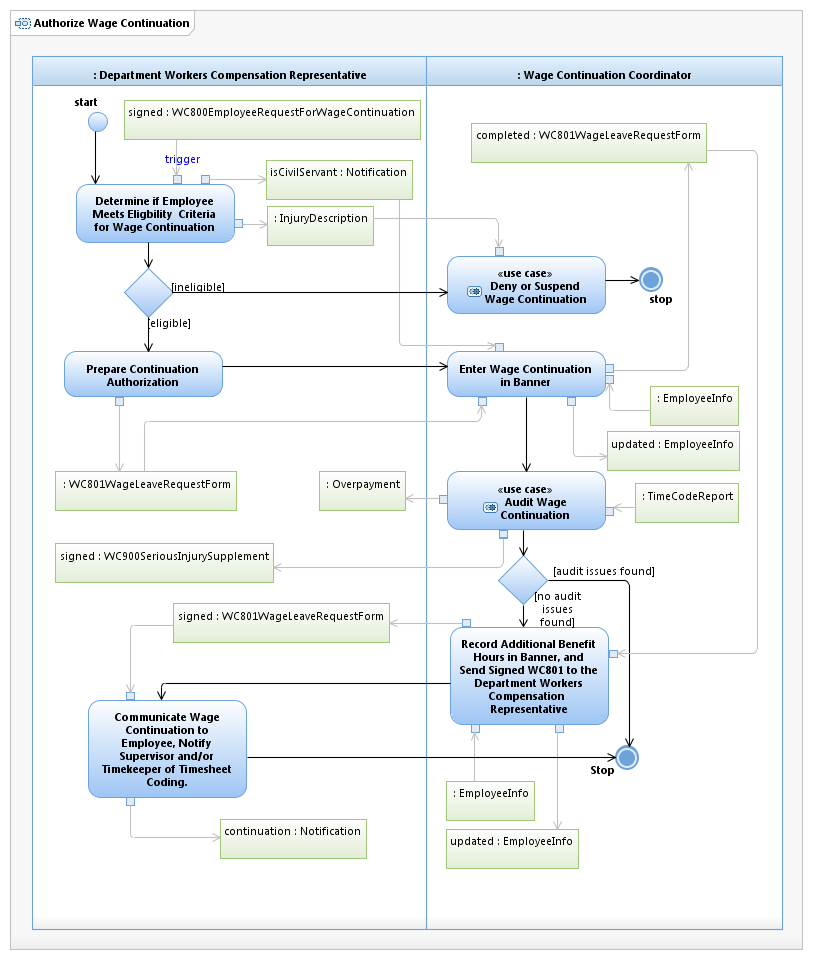 Authorize Wage Continuation
: Department Workers Compensation Representative
: Wage Continuation Coordinator
start
signed : WC800EmployeeRequestForWageContinuation
completed : WC801WageLeaveRequestForm
trigger
isCivilServant : Notification
Determine if Employee
Meets Eligbility Criteria
for Wage Continuation
: InjuryDescription
«use case»
Deny or Suspend
Wage Continuation
stop
[ineligible]
[eligible]
Prepare Continuation
Authorization
Enter Wage Continuation
in Banner
: EmployeeInfo
updated : EmployeeInfo
: WC801WageLeaveRequestForm
: Overpayment
«use case»
Audit Wage
Continuation
: TimeCodeReport
signed : WC900SeriousInjurySupplement
[audit issues found]
[no audit
issues
found]
signed : WC801WageLeaveRequestForm
Record Additional Benefit
Hours in Banner, and
Send Signed WC801 to the
Department Workers
Compensation
Representative
Communicate Wage
Continuation to
Employee, Notify
Supervisor and/or
Timekeeper of Timesheet
Coding.
Stop
: EmployeeInfo
continuation : Notification
updated : EmployeeInfo